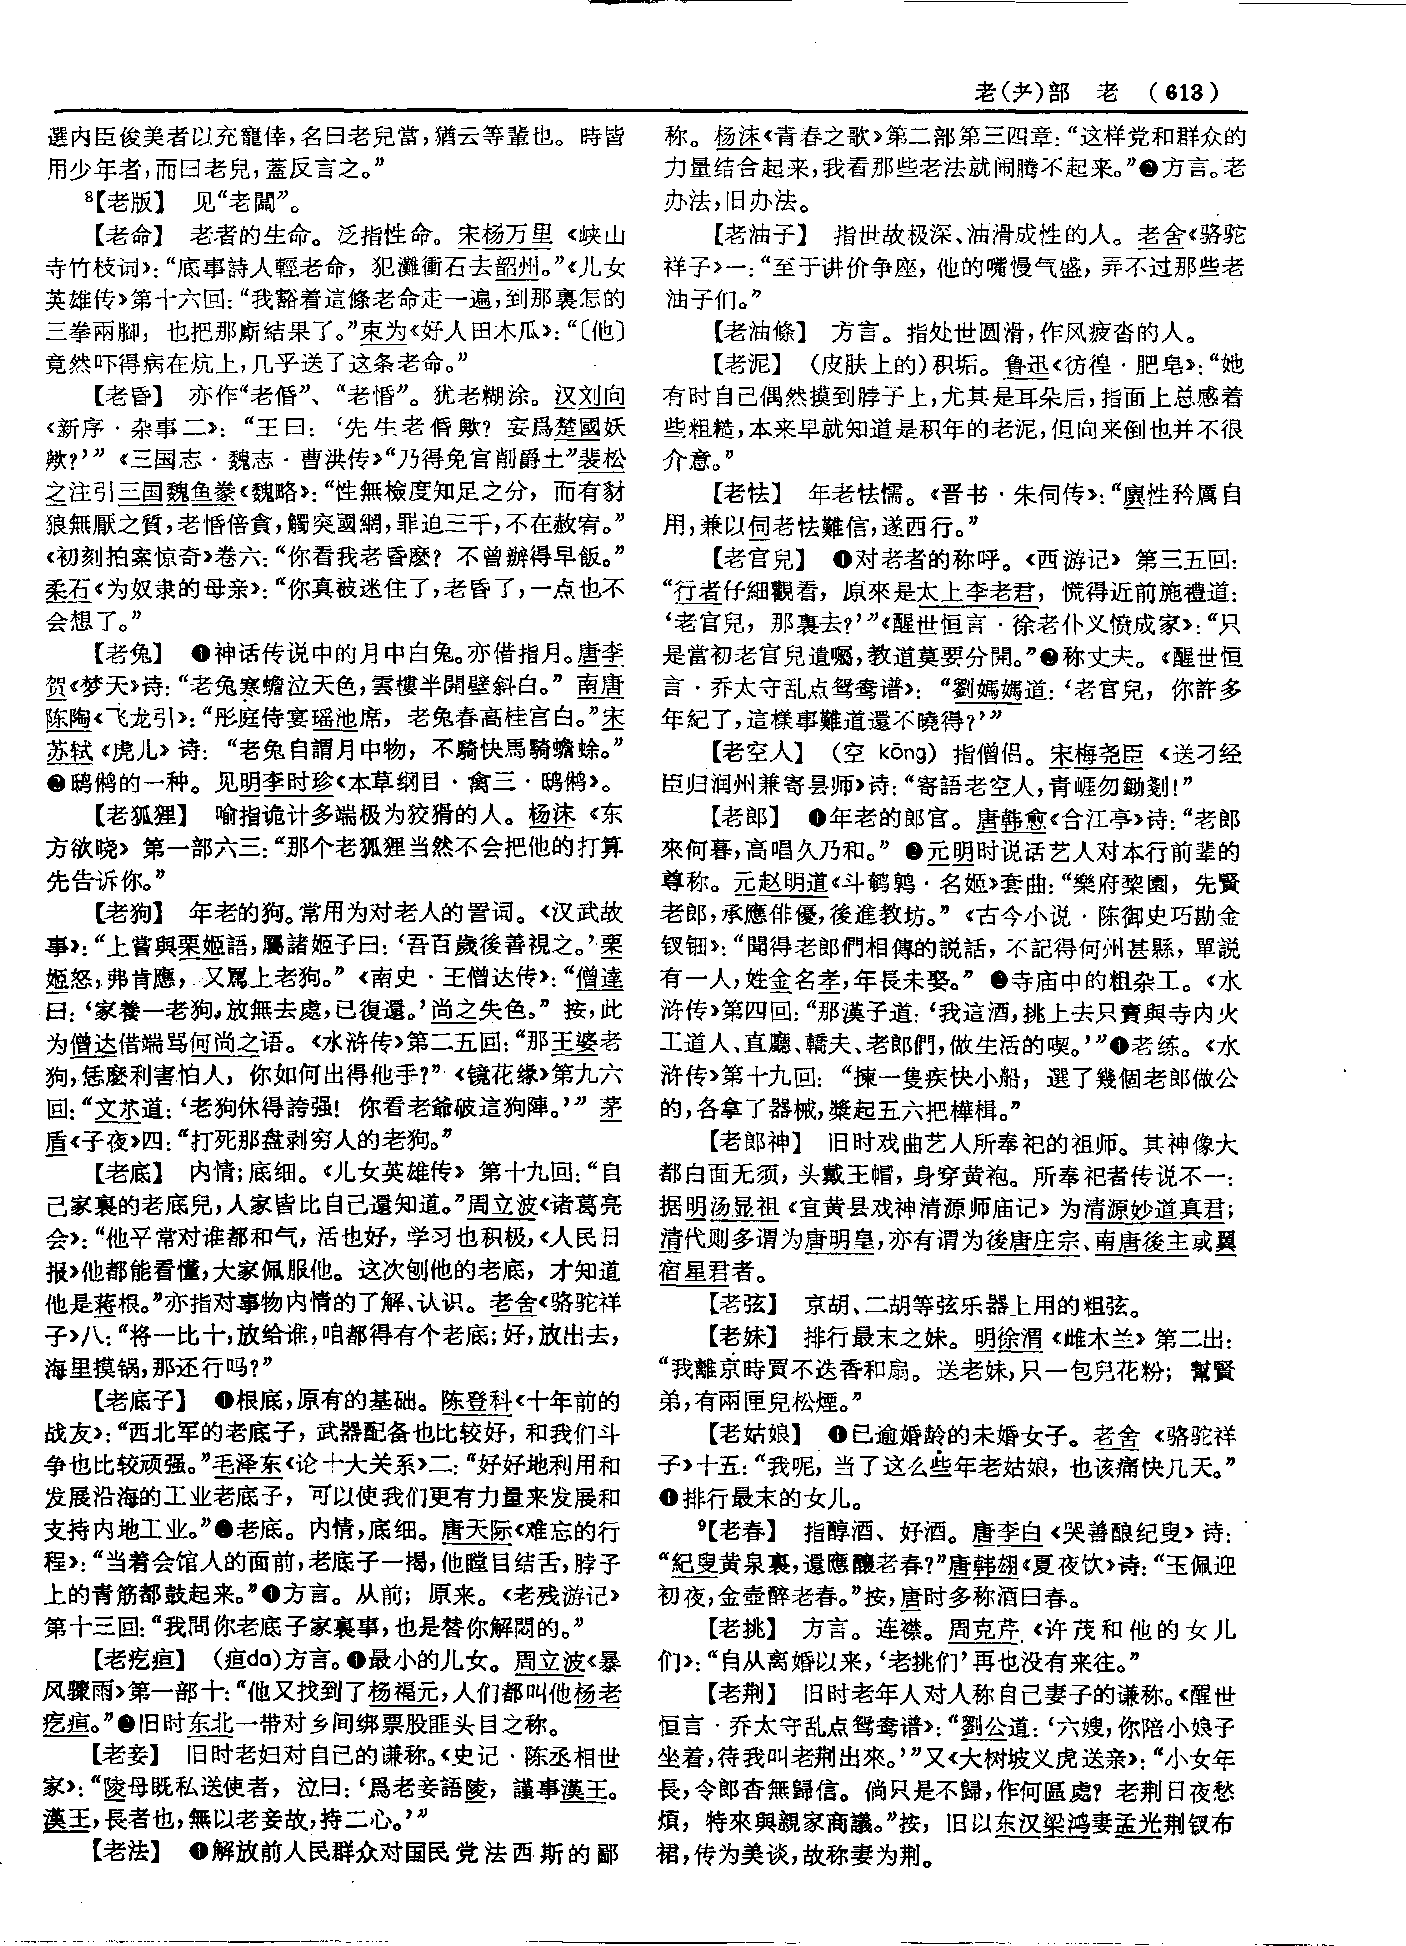 老(耂)部　老　(613)
選内臣俊美者以充寵倖，名曰老兒當，猶云等輩也。時皆
用少年者，而曰老兒，蓋反言之。”
⁸【老版】　见“老闆”。
【老命】　老者的生命。泛指性命。宋杨万里《峡山
寺竹枝词》：“底事詩人輕老命，犯灘衝石去韶州。”《儿女
英雄传》第十六回：“我豁着這條老命走一遍，到那裏怎的
三拳兩脚，也把那厮結果了。”束为《好人田木瓜》：“〔他〕
竟然吓得病在炕上，几乎送了这条老命。”
【老昏】　亦作“老惛”、“老惽”。犹老糊涂。汉刘向
《新序·杂事二》：“王曰：‘先生老惛歟？妄爲楚國妖
歟？’”《三国志·魏志·曹洪传》“乃得免官削爵土”裴松
之注引三国魏鱼豢《魏略》：“性無檢度知足之分，而有豺
狼無厭之質，老惛倍貪，觸突國網，罪迫三千，不在赦宥。”
《初刻拍案惊奇》卷六：“你看我老昏麽？不曾辦得早飯。”
柔石《为奴隶的母亲》：“你真被迷住了，老昏了，一点也不
会想了。”
【老兔】　❶神话传说中的月中白兔。亦借指月。唐李
贺《梦天》诗：“老兔寒蟾泣天色，雲樓半開壁斜白。”南唐
陈陶《飞龙引》：“彤庭侍宴瑶池席，老兔春高桂宫白。”宋
苏轼《虎儿》诗：“老兔自謂月中物，不騎快馬騎蟾蜍。”
❷鸱鸺的一种。见明李时珍《本草纲目·禽三·鸱鸺》。
【老狐狸】　喻指诡计多端极为狡猾的人。杨沫《东
方欲晓》第一部六三：“那个老狐狸当然不会把他的打算
先告诉你。”
【老狗】　年老的狗。常用为对老人的詈词。《汉武故
事》：“上嘗與栗姬語，屬諸姬子曰：‘吾百歲後善視之。’栗
姬怒，弗肯應，又駡上老狗。”《南史·王僧达传》：“僧達
曰：‘家養一老狗，放無去處，已復還。’尚之失色。”按，此
为僧达借端骂何尚之语。《水浒传》第二五回：“那王婆老
狗，恁麽利害怕人，你如何出得他手？”《镜花缘》第九六
回：“文芸道：‘老狗休得誇强！你看老爺破這狗陣。’”茅
盾《子夜》四：“打死那盘剥穷人的老狗。”
【老底】　内情；底细。《儿女英雄传》第十九回：“自
己家裏的老底兒，人家皆比自己還知道。”周立波《诸葛亮
会》：“他平常对谁都和气，活也好，学习也积极，《人民日
报》他都能看懂，大家佩服他。这次刨他的老底，才知道
他是蒋根。”亦指对事物内情的了解、认识。老舍《骆驼祥
子》八：“将一比十，放给谁，咱都得有个老底；好，放出去，
海里摸锅，那还行吗？”
【老底子】　❶根底，原有的基础。陈登科《十年前的
战友》：“西北军的老底子，武器配备也比较好，和我们斗
争也比较顽强。”毛泽东《论十大关系》二：“好好地利用和
发展沿海的工业老底子，可以使我们更有力量来发展和
支持内地工业。”❷老底。内情，底细。唐天际《难忘的行
程》：“当着会馆人的面前，老底子一揭，他瞠目结舌，脖子
上的青筋都鼓起来。”❸方言。从前；原来。《老残游记》
第十三回：“我問你老底子家裏事，也是替你解悶的。”
【老疙瘩】　(疸dɑ)方言。❶最小的儿女。周立波《暴
风骤雨》第一部十：“他又找到了杨福元，人们都叫他杨老
疙疸。”❷旧时东北一带对乡间绑票股匪头目之称。
【老妾】　旧时老妇对自己的谦称。《史记·陈丞相世
家》：“陵母既私送使者，泣曰：‘爲老妾語陵，謹事漢王。
漢王，長者也，無以老妾故，持二心。’”
【老法】　❶解放前人民群众对国民党法西斯的鄙
称。杨沫《青春之歌》第二部第三四章：“这样党和群众的
力量结合起来，我看那些老法就闹腾不起来。”❷方言。老
办法，旧办法。
【老油子】　指世故极深、油滑成性的人。老舍《骆驼
祥子》一：“至于讲价争座，他的嘴慢气盛，弄不过那些老
油子们。”
【老油條】　方言。指处世圆滑，作风疲沓的人。
【老泥】　(皮肤上的)积垢。鲁迅《彷徨·肥皂》：“她
有时自己偶然摸到脖子上，尤其是耳朵后，指面上总感着
些粗糙，本来早就知道是积年的老泥，但向来倒也并不很
介意。”
【老怯】　年老怯懦。《晋书·朱伺传》：“廙性矜厲自
用，兼以伺老怯難信，遂西行。”
【老官兒】　❶对老者的称呼。《西游记》第三五回：
“行者仔細觀看，原來是太上李老君，慌得近前施禮道：
‘老官兒，那裏去？’”《醒世恒言·徐老仆义愤成家》：“只
是當初老官兒遺囑，教道莫要分開。”❷称丈夫。《醒世恒
言·乔太守乱点鸳鸯谱》：“劉媽媽道：‘老官兒，你許多
年紀了，這樣事難道還不曉得？’”
【老空人】　(空 kōng) 指僧侣。宋梅尧臣《送刁经
臣归润州兼寄昙师》诗：“寄語老空人，青崕勿鋤剗！”
【老郎】　❶年老的郎官。唐韩愈《合江亭》诗：“老郎
來何暮，高唱久乃和。”❷元明时说话艺人对本行前辈的
尊称。元赵明道《斗鹌鹑·名姬》套曲：“樂府棃園，先賢
老郎，承應俳優，後進教坊。”《古今小说·陈御史巧勘金
钗钿》：“聞得老郎們相傳的説話，不記得何州甚縣，單説
有一人，姓金名孝，年長未娶。”❸寺庙中的粗杂工。《水
浒传》第四回：“那漢子道：‘我這酒，挑上去只賣與寺内火
工道人、直廳、轎夫、老郎們，做生活的喫。’”❹老练。《水
浒传》第十九回：“揀一隻疾快小船，選了幾個老郎做公
的，各拿了器械，槳起五六把樺楫。”
【老郎神】　旧时戏曲艺人所奉祀的祖师。其神像大
都白面无须，头戴王帽，身穿黄袍。所奉祀者传说不一：
据明汤显祖《宜黄县戏神清源师庙记》为清源妙道真君；
清代则多谓为唐明皇，亦有谓为後唐庄宗、南唐後主或翼
宿星君者。
【老弦】　京胡、二胡等弦乐器上用的粗弦。
【老妹】　排行最末之妹。明徐渭《雌木兰》第二出：
“我離京時買不迭香和扇。送老妹，只一包兒花粉；幫賢
弟，有兩匣兒松煙。”
【老姑娘】　❶已逾婚龄的未婚女子。老舍《骆驼祥
子》十五：“我呢，当了这么些年老姑娘，也该痛快几天。”
❷排行最末的女儿。
⁹【老春】　指醇酒、好酒。唐李白《哭善酿纪叟》诗：
“紀叟黄泉裏，還應釀老春？”唐韩翃《夏夜饮》诗：“玉佩迎
初夜，金壺醉老春。”按，唐时多称酒曰春。
【老挑】　方言。连襟。周克芹《许茂和他的女儿
们》：“自从离婚以来，‘老挑们’再也没有来往。”
【老荆】　旧时老年人对人称自己妻子的谦称。《醒世
恒言·乔太守乱点鸳鸯谱》：“劉公道：‘六嫂，你陪小娘子
坐着，待我叫老荆出來。’”又《大树坡义虎送亲》：“小女年
長，令郎杳無歸信。倘只是不歸，作何區處？老荆日夜愁
煩，特來與親家商議。”按，旧以东汉梁鸿妻孟光荆钗布
裙，传为美谈，故称妻为荆。